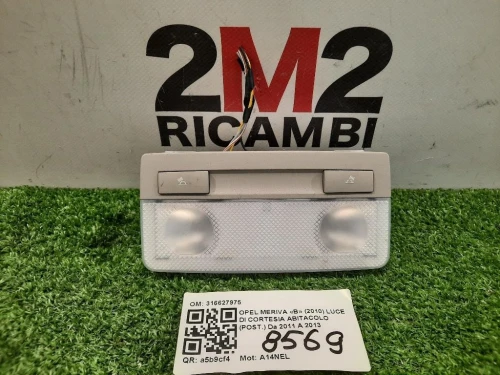 2M2
RICAMBI
OM: 316627975
OPEL MERIVA «B» (2010) LUCE
DI CORTESIA ABITACOLO
(POST.) Da 2011 A 2013
8569
QR: a5b9cf4 Mot: A14NEL